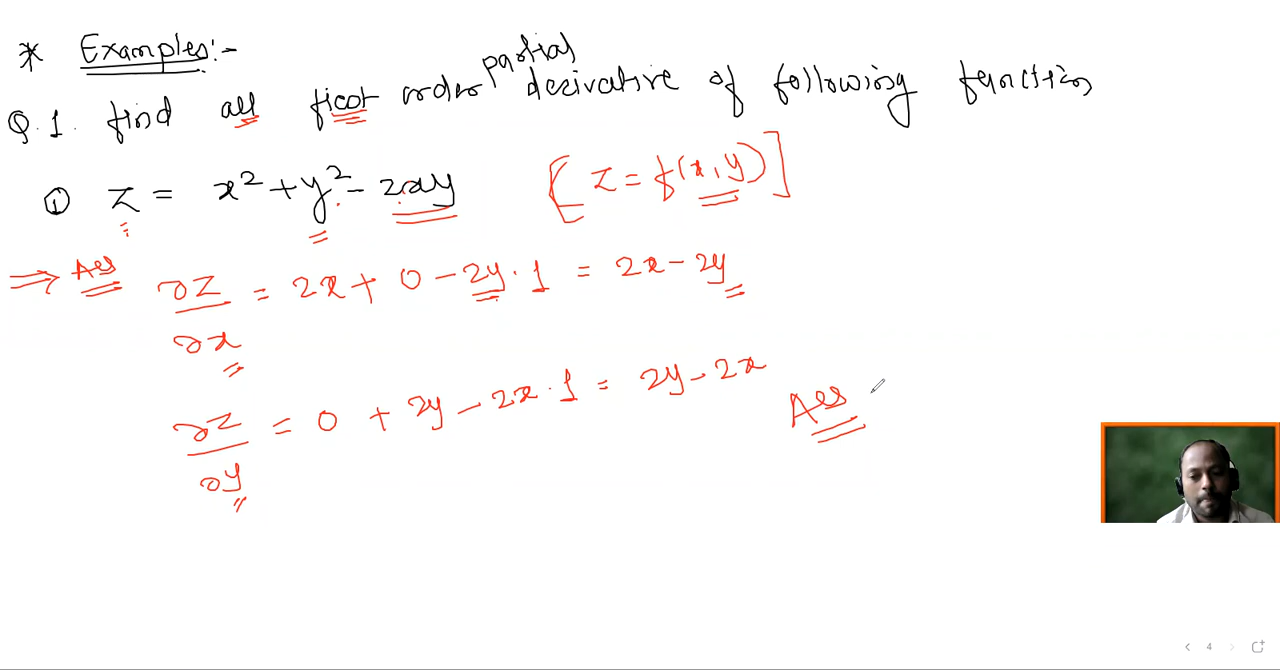 * Examples:-
Q.1. find all first order partial derivative of following function
① z = x² + y² - 2xy [ z = f(x, y) ]
⇒ Ans ∂z/∂x = 2x + 0 - 2y · 1 = 2x - 2y
∂z/∂y = 0 + 2y - 2x · 1 = 2y - 2x Ans
4